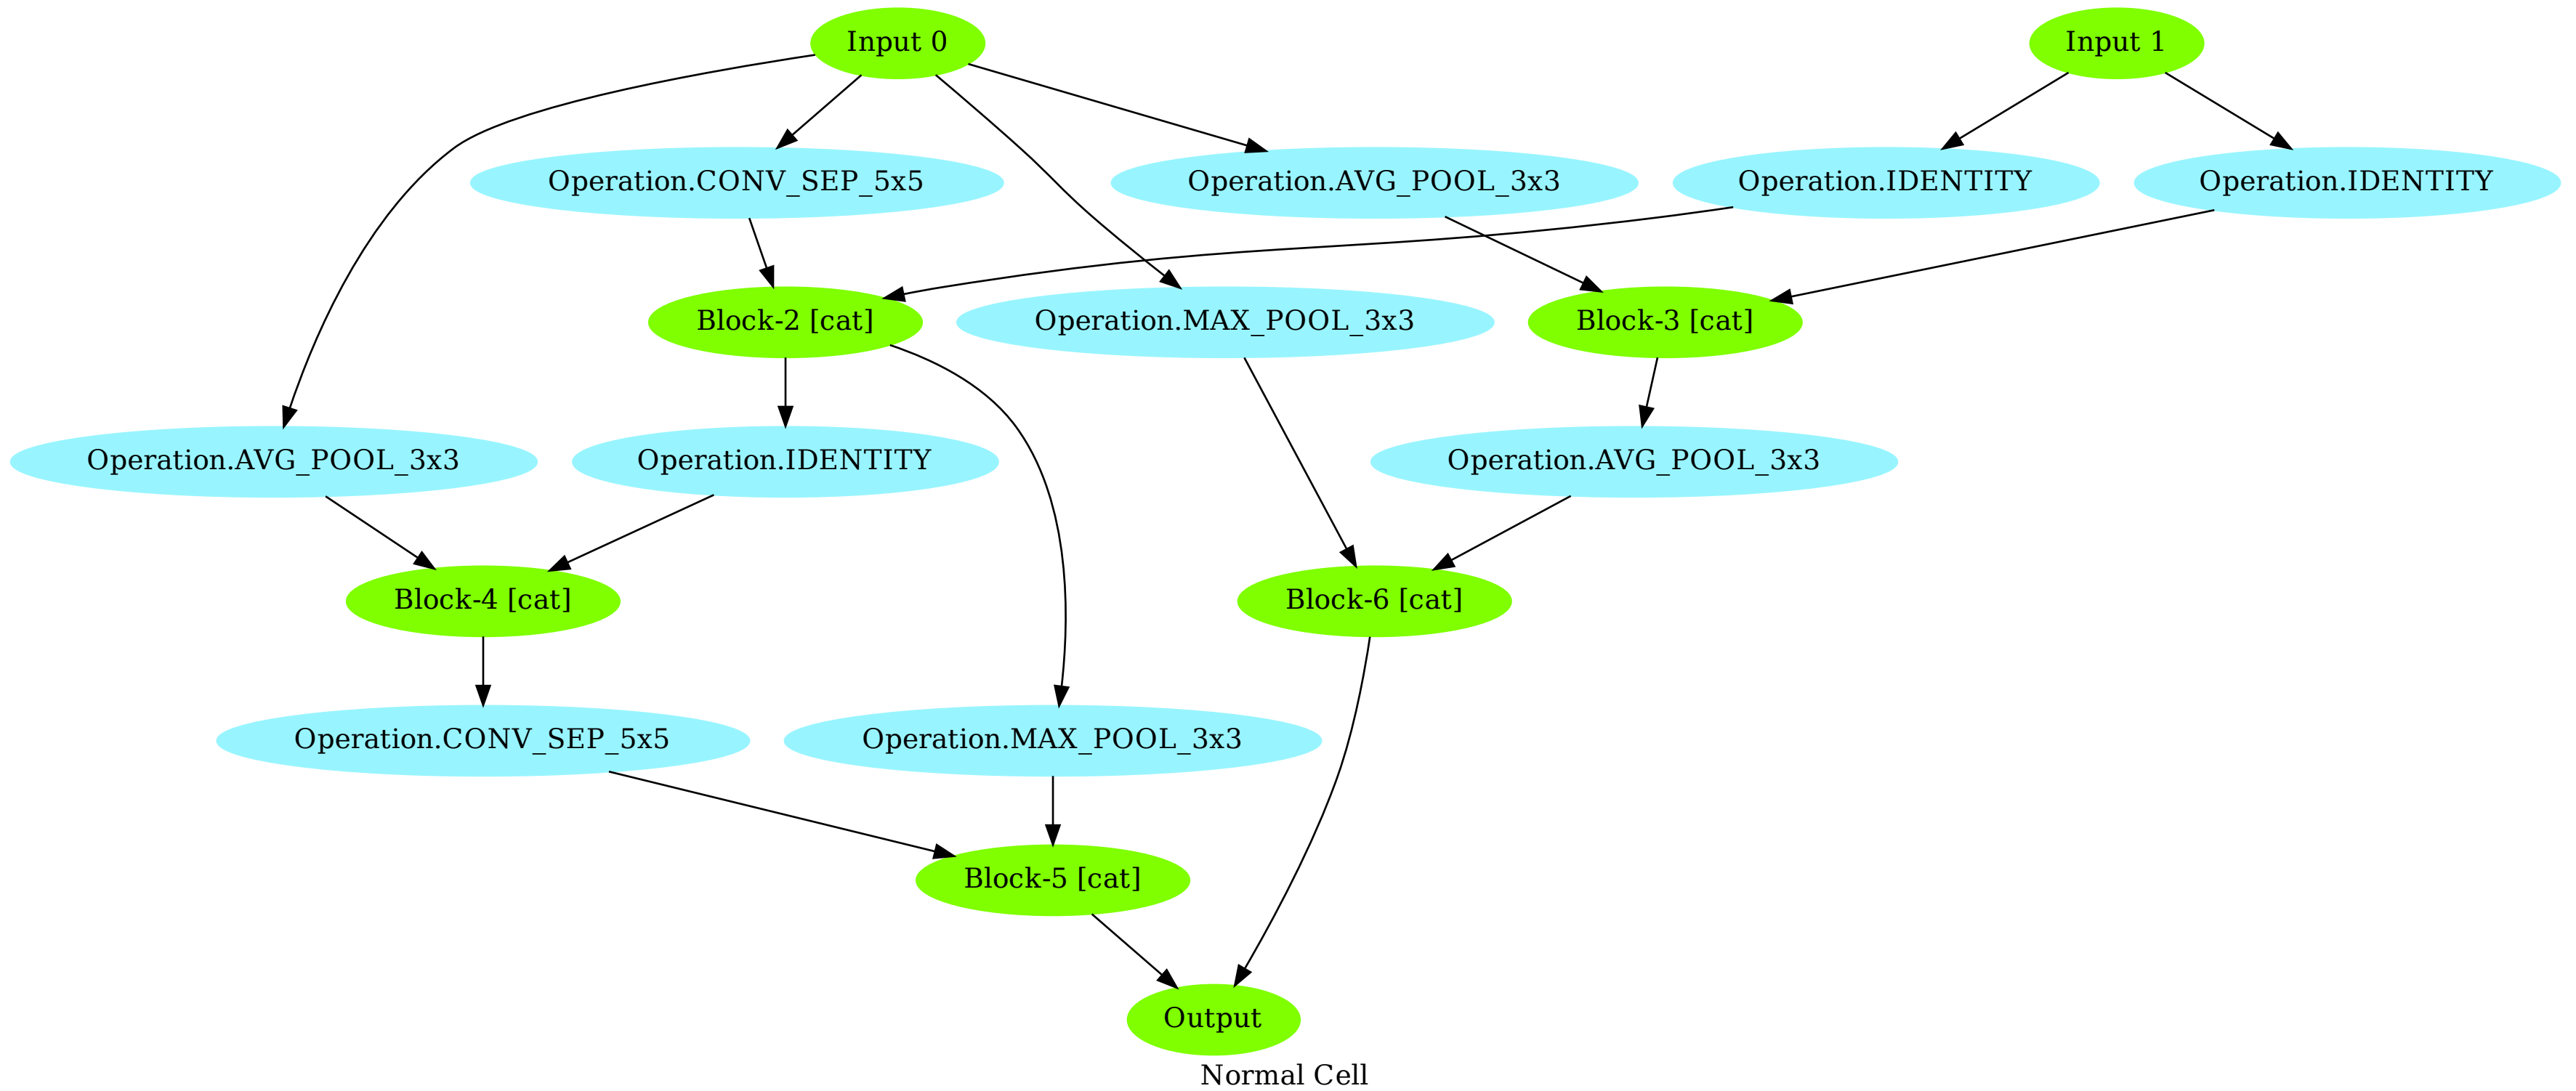 Input 0
Input 1
Operation.CONV_SEP_5x5
Operation.AVG_POOL_3x3
Operation.IDENTITY
Operation.IDENTITY
Block-2 [cat]
Operation.MAX_POOL_3x3
Block-3 [cat]
Operation.AVG_POOL_3x3
Operation.IDENTITY
Operation.AVG_POOL_3x3
Block-4 [cat]
Block-6 [cat]
Operation.CONV_SEP_5x5
Operation.MAX_POOL_3x3
Block-5 [cat]
Output
Normal Cell